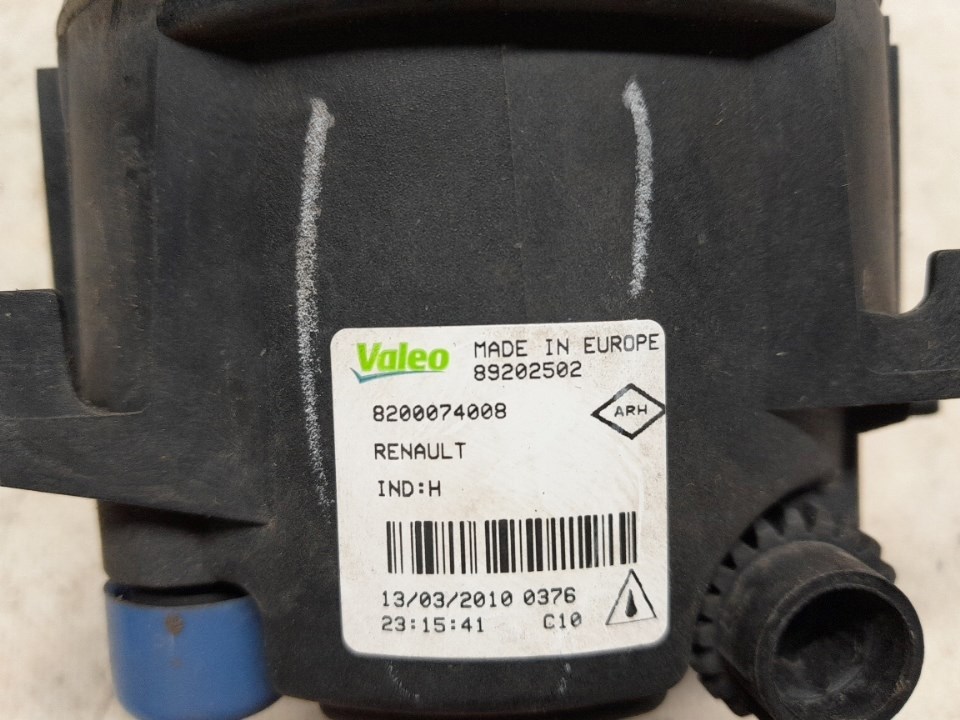 Valeo MADE IN EUROPE
89202502
8200074008
ARH
RENAULT
IND:H
13/03/2010 0376
23:15:41 C10